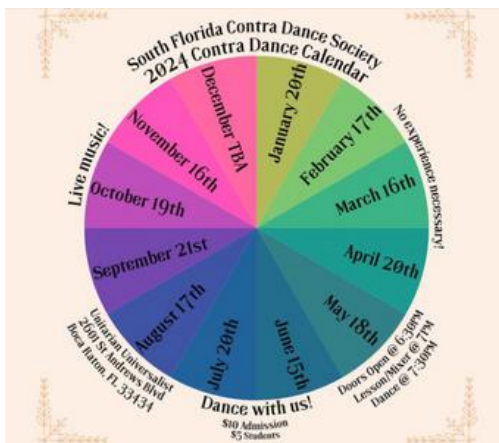 South Florida Contra Dance Society
2024 Contra Dance Calendar
January 20th
February 17th
March 16th
April 20th
May 18th
June 15th
July 20th
August 17th
September 21st
October 19th
November 16th
December TBA
Live music!
No experience necessary!
Unitarian Universalist
2601 St Andrews Blvd
Boca Raton, FL 33434
Doors Open @ 6:30PM
Lesson/Mixer @ 7PM
Dance @ 7:30PM
Dance with us!
$10 Admission
$5 Students